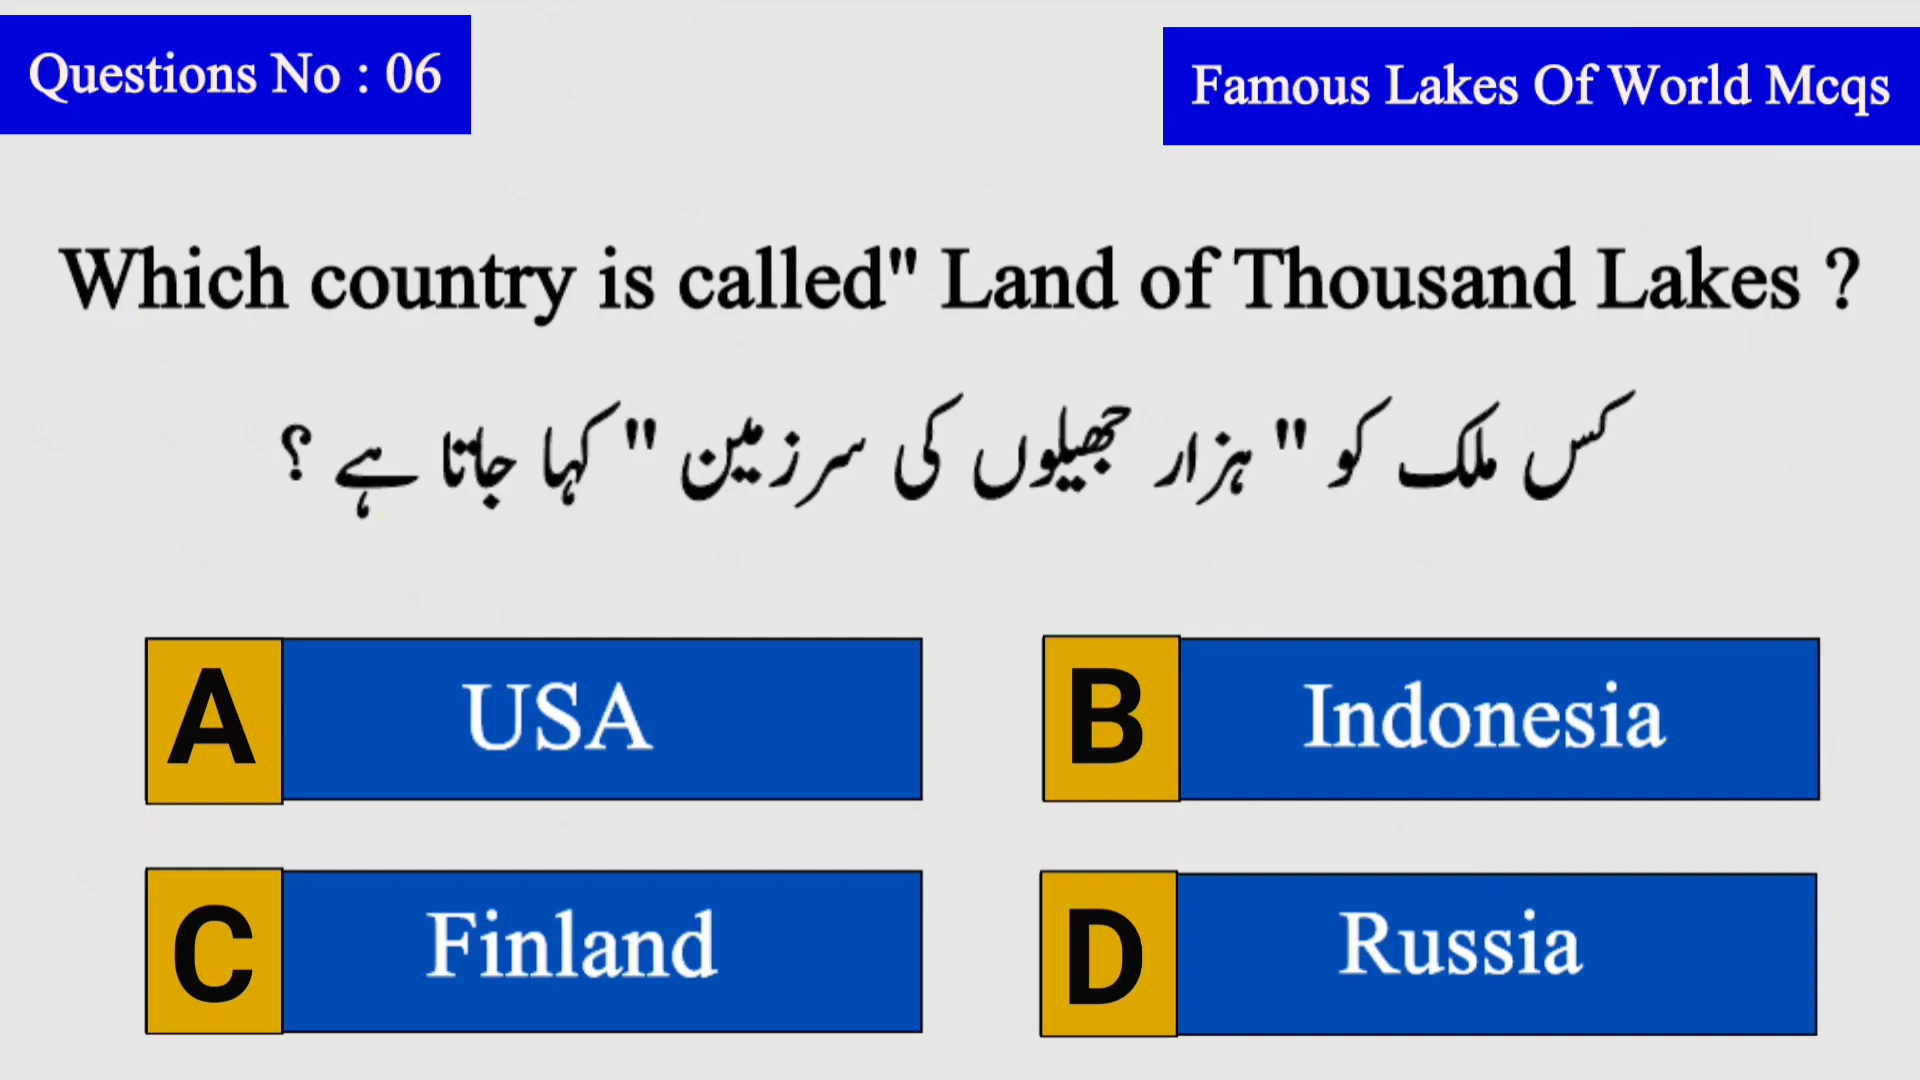 Questions No : 06
Famous Lakes Of World Mcqs
Which country is called" Land of Thousand Lakes ?
کس ملک کو " ہزار جھیلوں کی سرزمین " کہا جاتا ہے ؟
A USA
B Indonesia
C Finland
D Russia